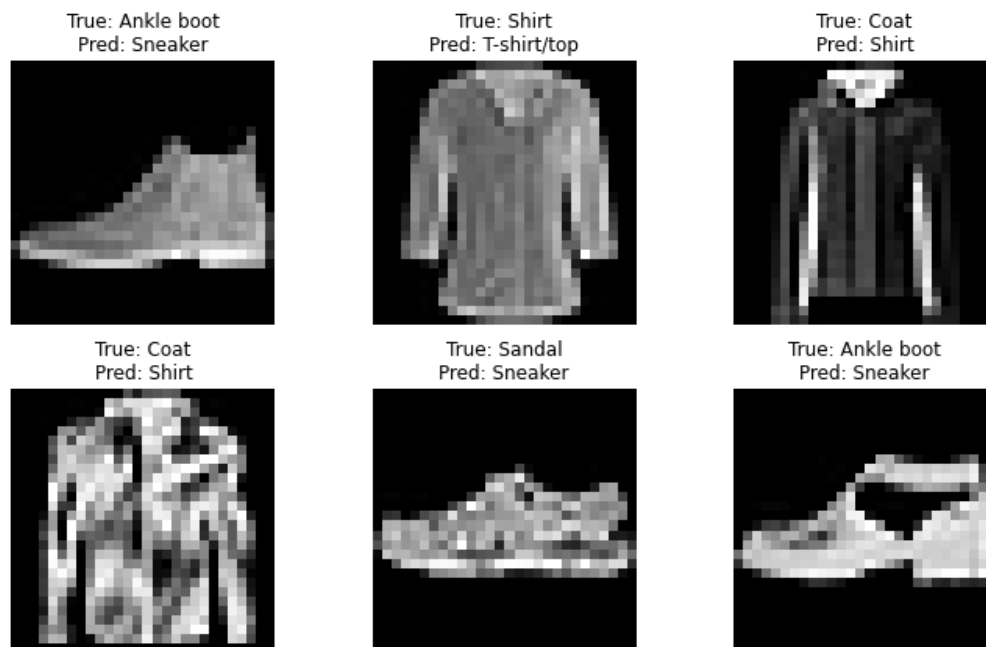 True: Ankle boot
Pred: Sneaker
True: Shirt
Pred: T-shirt/top
True: Coat
Pred: Shirt
True: Coat
Pred: Shirt
True: Sandal
Pred: Sneaker
True: Ankle boot
Pred: Sneaker